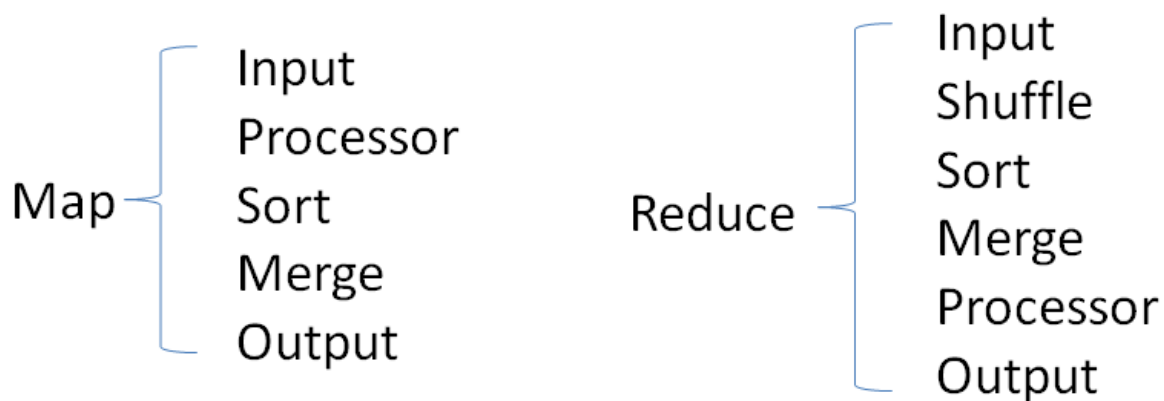 Map
Input
Processor
Sort
Merge
Output
Reduce
Input
Shuffle
Sort
Merge
Processor
Output